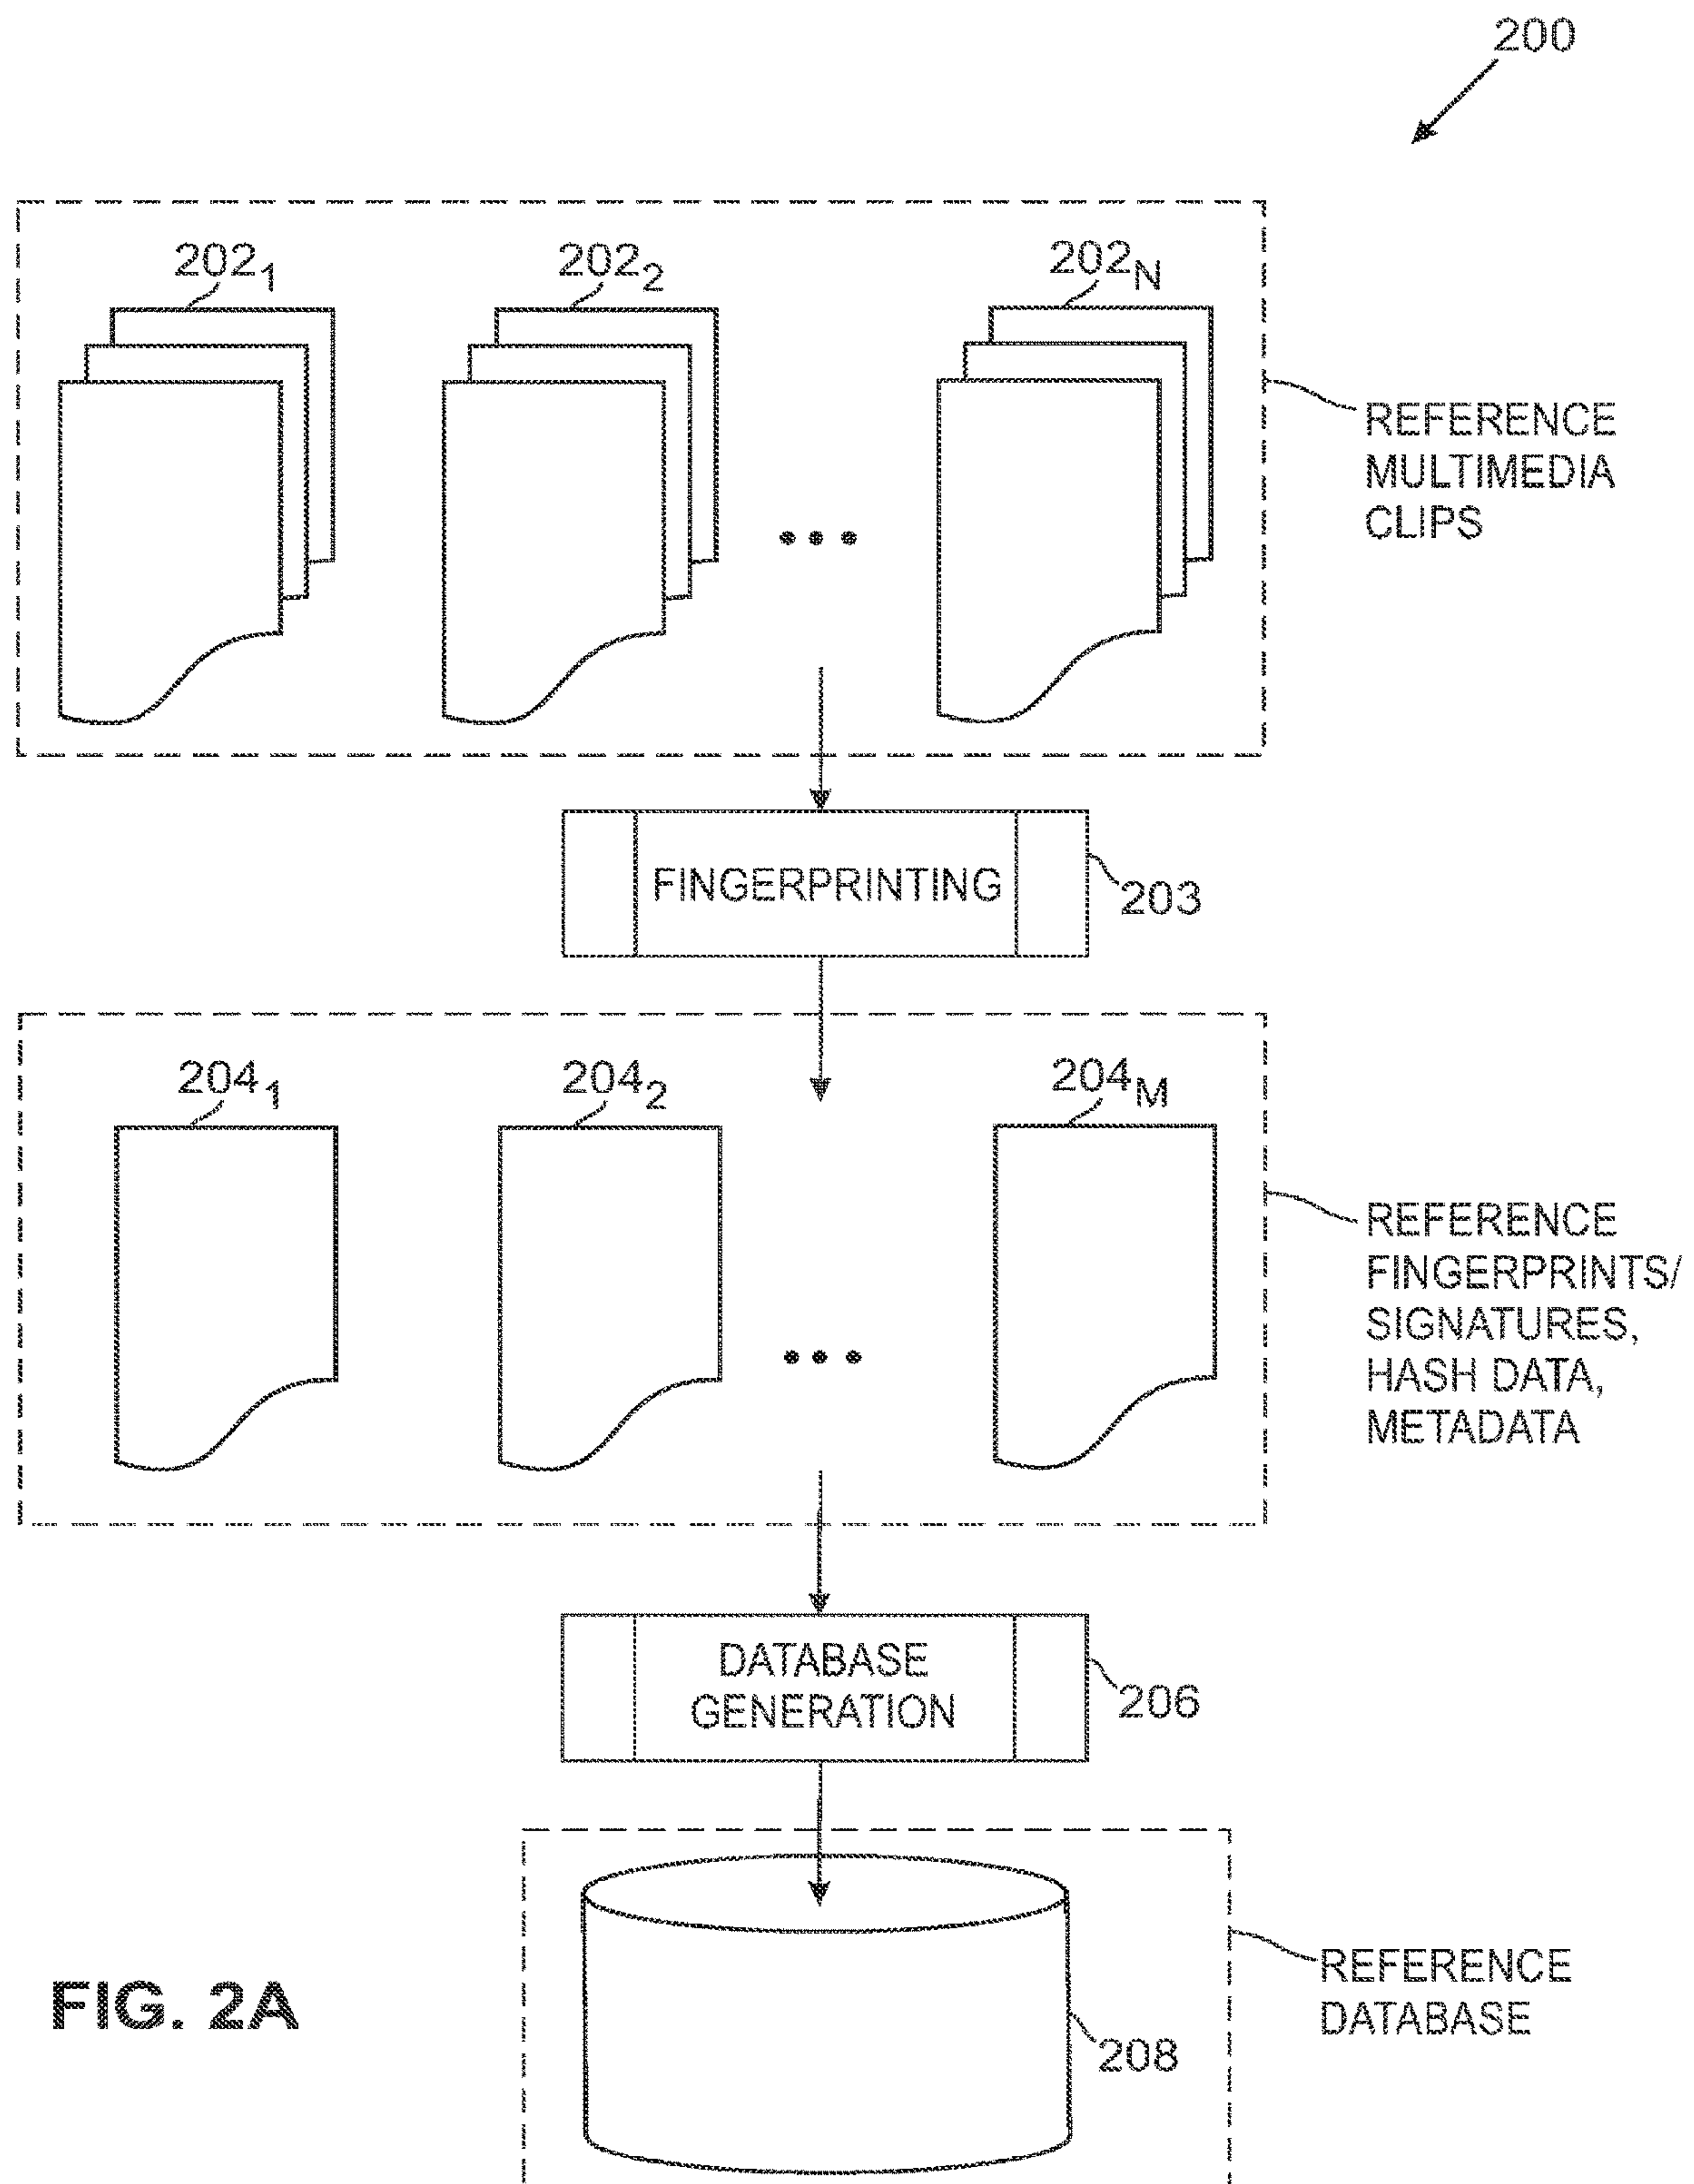 200
202₁ 202₂ 202N
REFERENCE
MULTIMEDIA
CLIPS
FINGERPRINTING
203
204₁ 204₂ 204M
REFERENCE
FINGERPRINTS/
SIGNATURES,
HASH DATA,
METADATA
DATABASE
GENERATION
206
REFERENCE
DATABASE
208
FIG. 2A